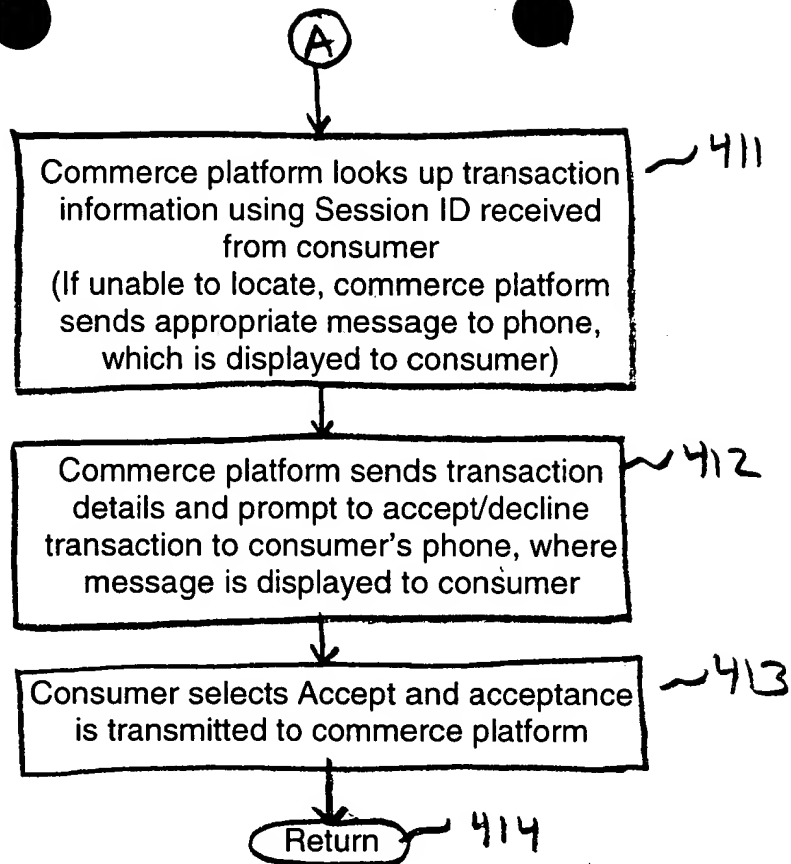 A
Commerce platform looks up transaction
information using Session ID received
from consumer
(If unable to locate, commerce platform
sends appropriate message to phone,
which is displayed to consumer)
411
Commerce platform sends transaction
details and prompt to accept/decline
transaction to consumer's phone, where
message is displayed to consumer
412
Consumer selects Accept and acceptance
is transmitted to commerce platform
413
Return
414